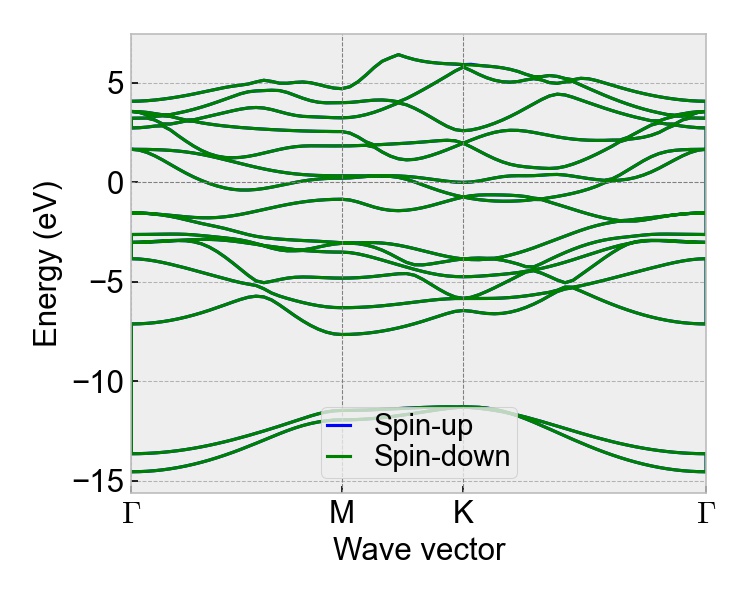 Energy (eV)
5
0
−5
−10
−15
Spin-up
Spin-down
Γ M K Γ
Wave vector